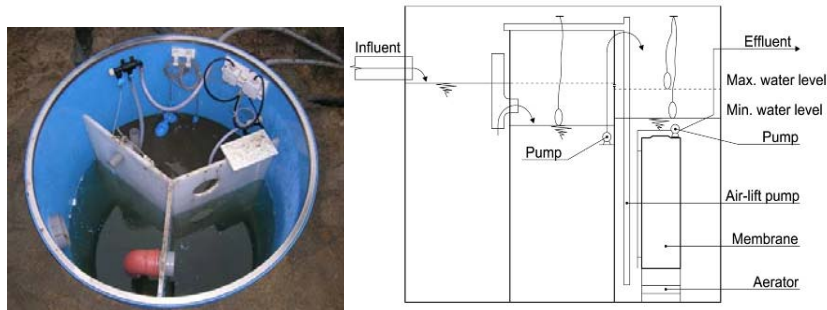 Influent
Effluent
Max. water level
Min. water level
Pump
Pump
Air-lift pump
Membrane
Aerator